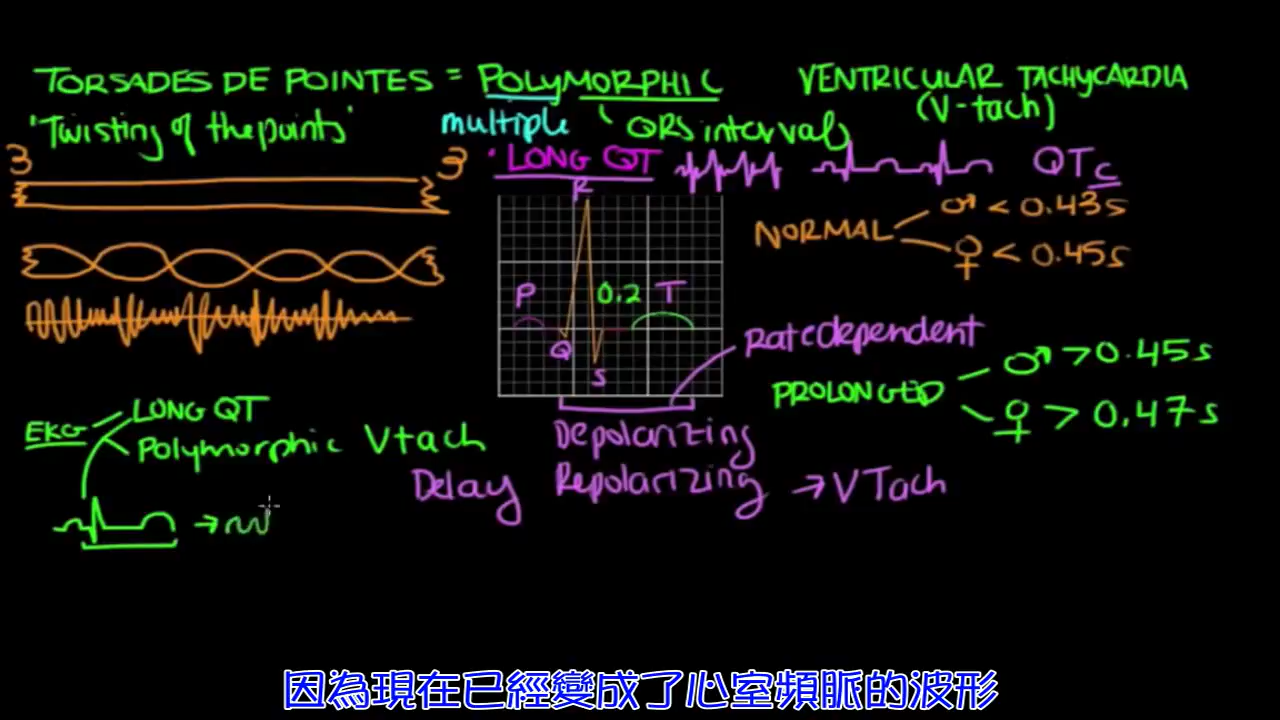 TORSADES DE POINTES = POLYMORPHIC VENTRICULAR TACHYCARDIA
(V-tach)
'Twisting of the points'
multiple
QRS intervals
3
3
• LONG QT
QTc
R
P
Q
S
0.2
T
NORMAL
♂ < 0.43s
♀ < 0.45s
Rate dependent
PROLONGED
♂ > 0.45s
♀ > 0.47s
EKG
LONG QT
Polymorphic Vtach
Depolarizing
Delay Repolarizing → VTach
→
因為現在已經變成了心室頻脈的波形